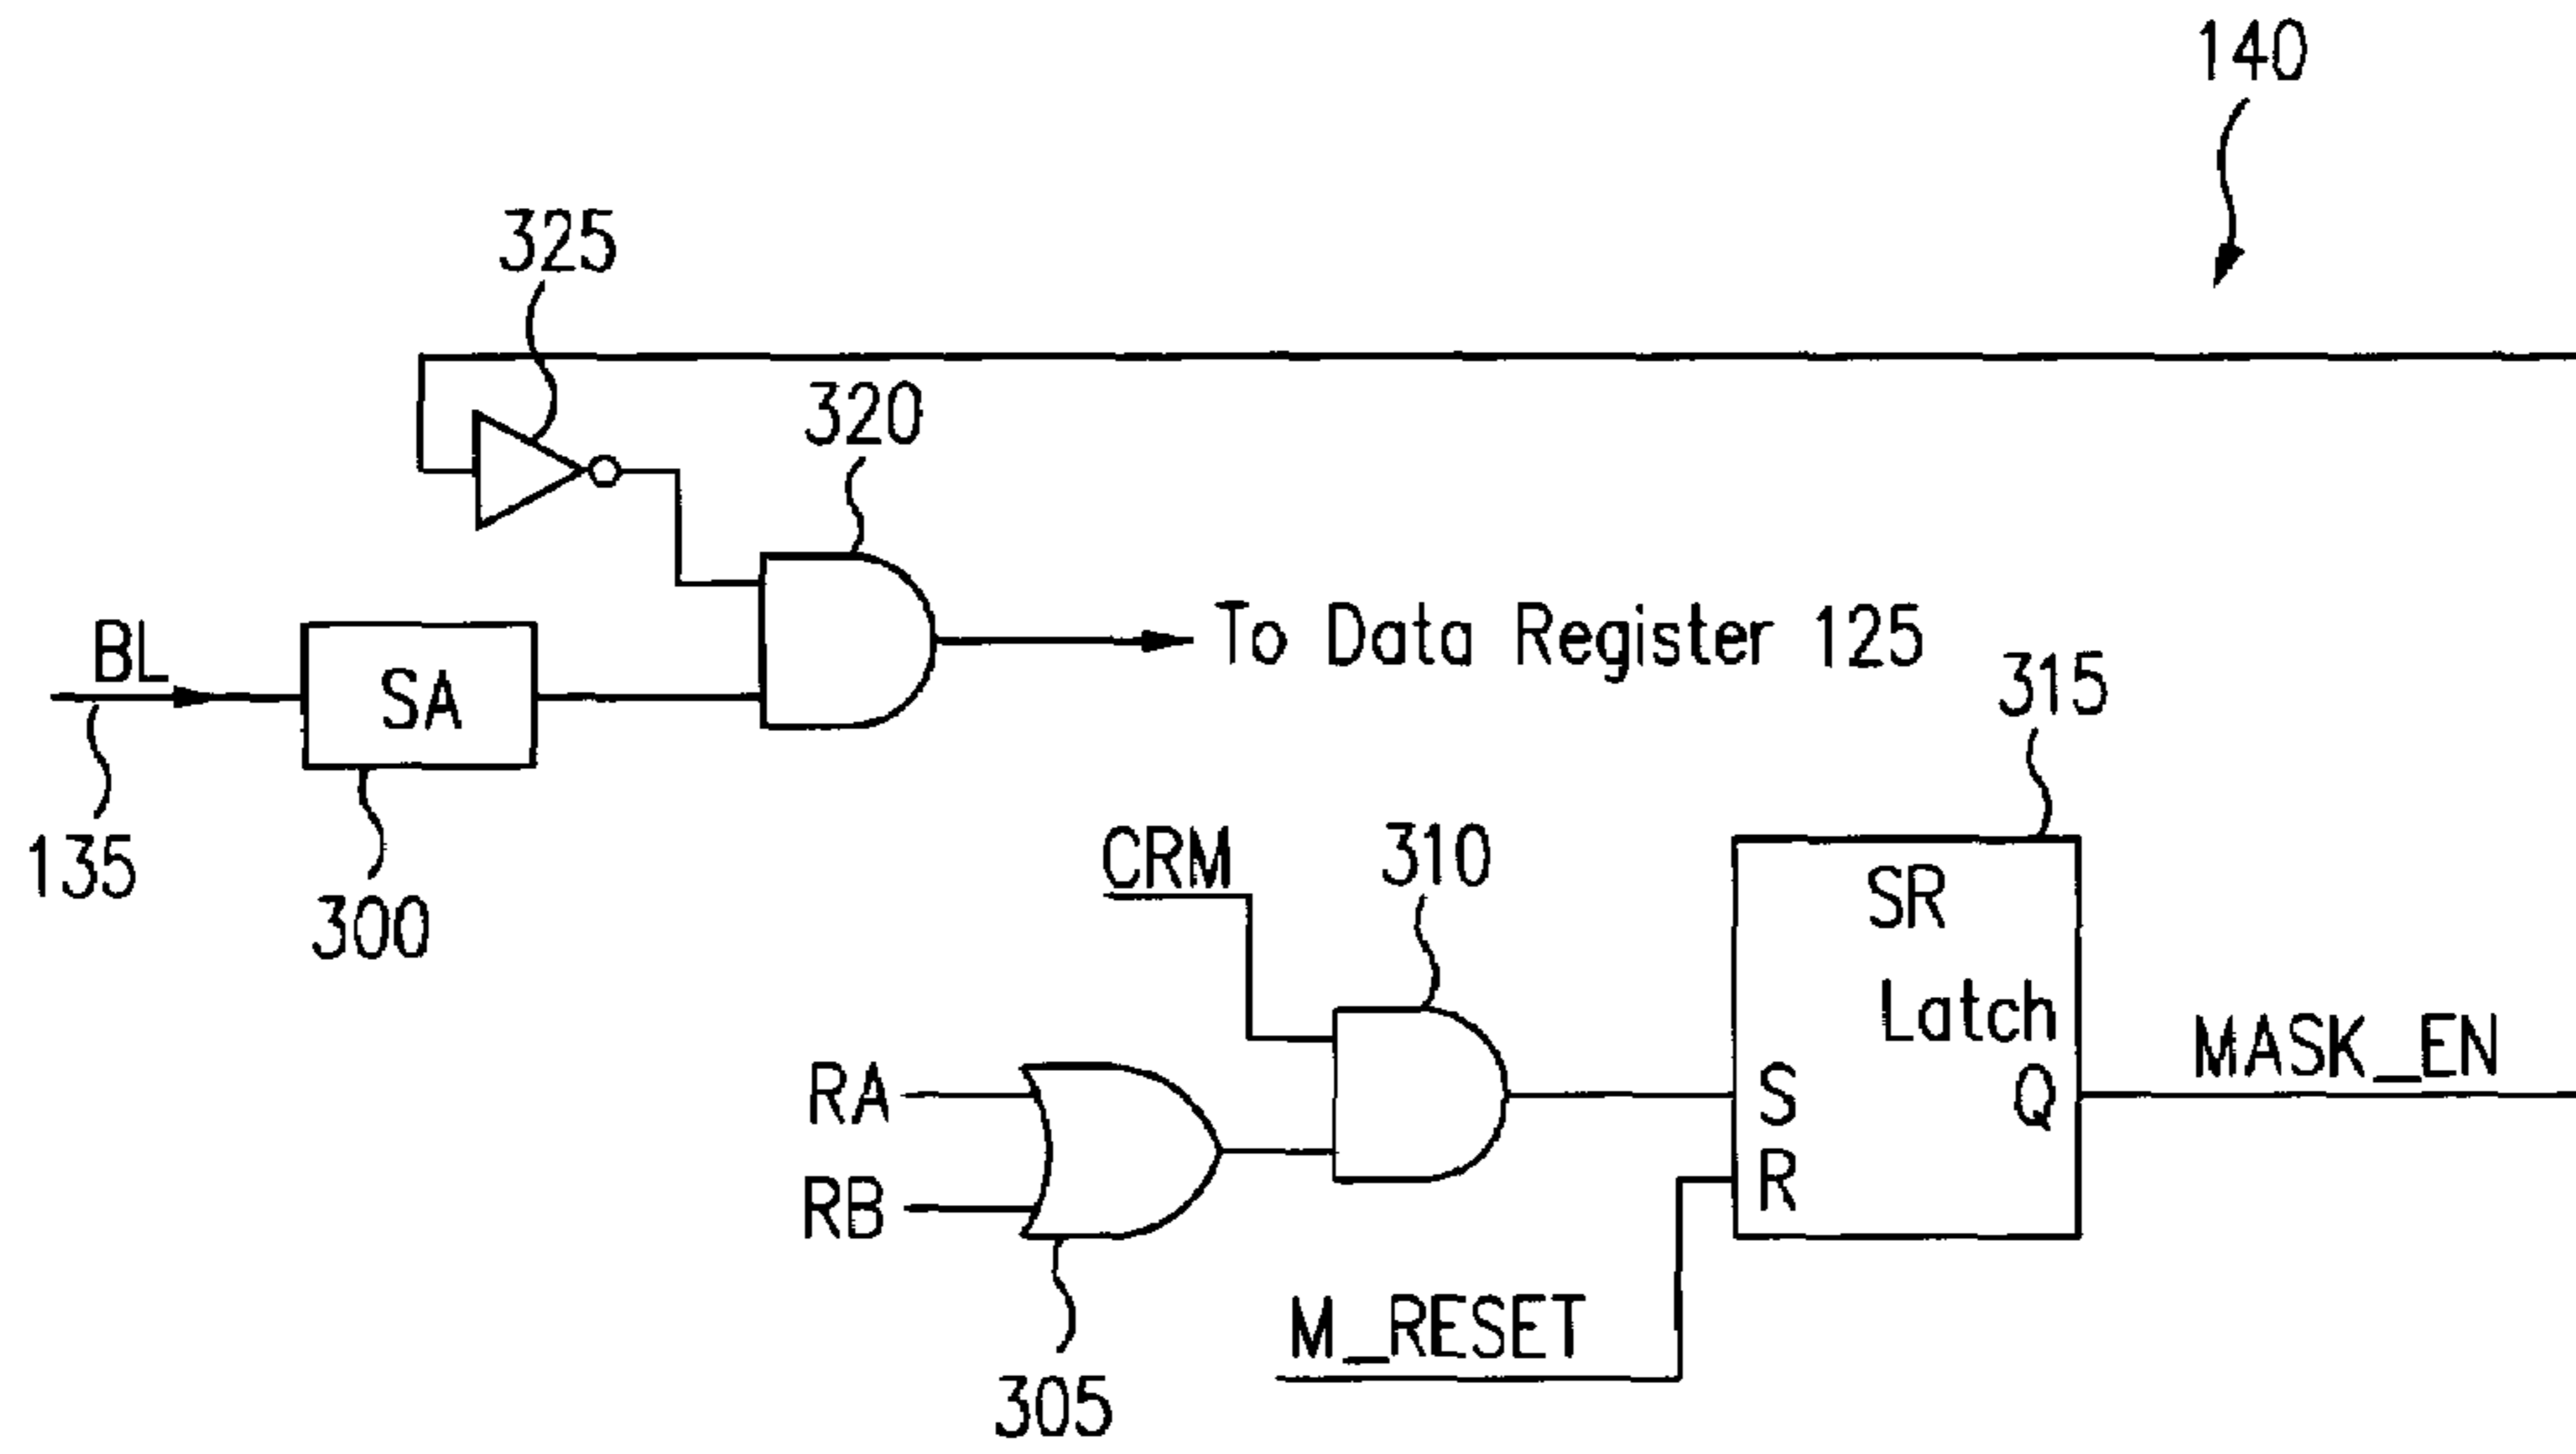 140
325
320
BL
SA
To Data Register 125
315
135
300
CRM
310
SR
Latch
RA
S
Q
MASK_EN
RB
R
M_RESET
305